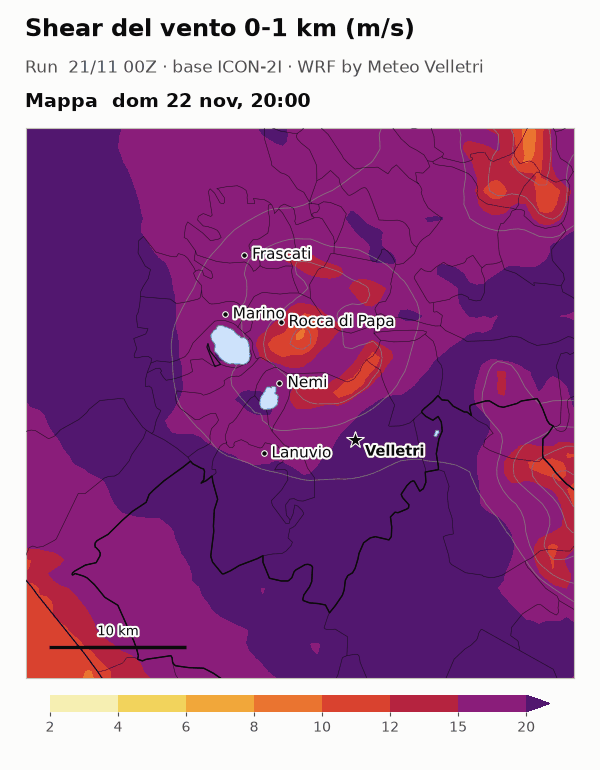 Shear del vento 0-1 km (m/s)
Run  21/11 00Z · base ICON-2I · WRF by Meteo Velletri
Mappa  dom 22 nov, 20:00
Frascati
Marino
Rocca di Papa
Nemi
Velletri
Lanuvio
10 km
2 4 6 8 10 12 15 20